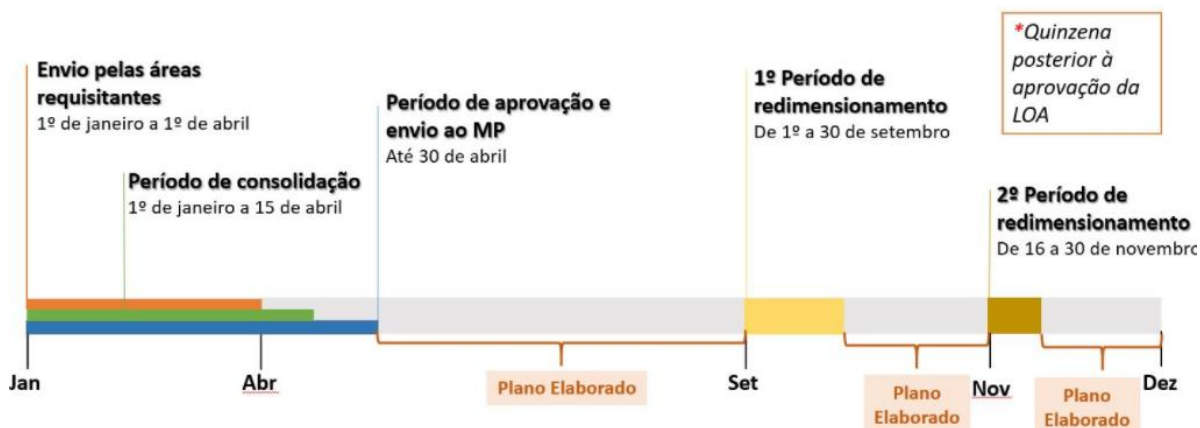 Envio pelas áreas
requisitantes
1º de janeiro a 1º de abril
Período de consolidação
1º de janeiro a 15 de abril
Período de aprovação e
envio ao MP
Até 30 de abril
1º Período de
redimensionamento
De 1º a 30 de setembro
*Quinzena
posterior à
aprovação da
LOA
2º Período de
redimensionamento
De 16 a 30 de novembro
Jan
Abr
Plano Elaborado
Set
Plano
Elaborado
Nov
Plano
Elaborado
Dez